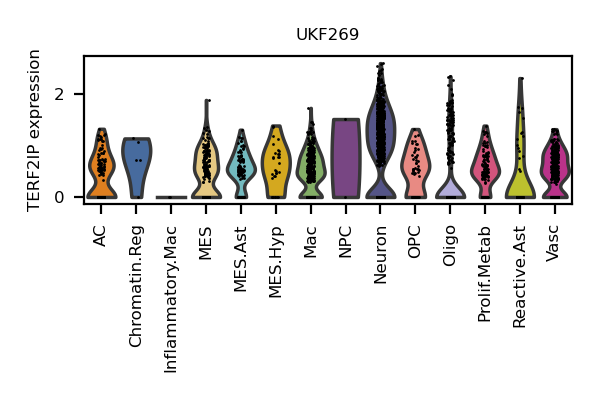 UKF269
TERF2IP expression
2
0
AC
Chromatin.Reg
Inflammatory.Mac
MES
MES.Ast
MES.Hyp
Mac
NPC
Neuron
OPC
Oligo
Prolif.Metab
Reactive.Ast
Vasc